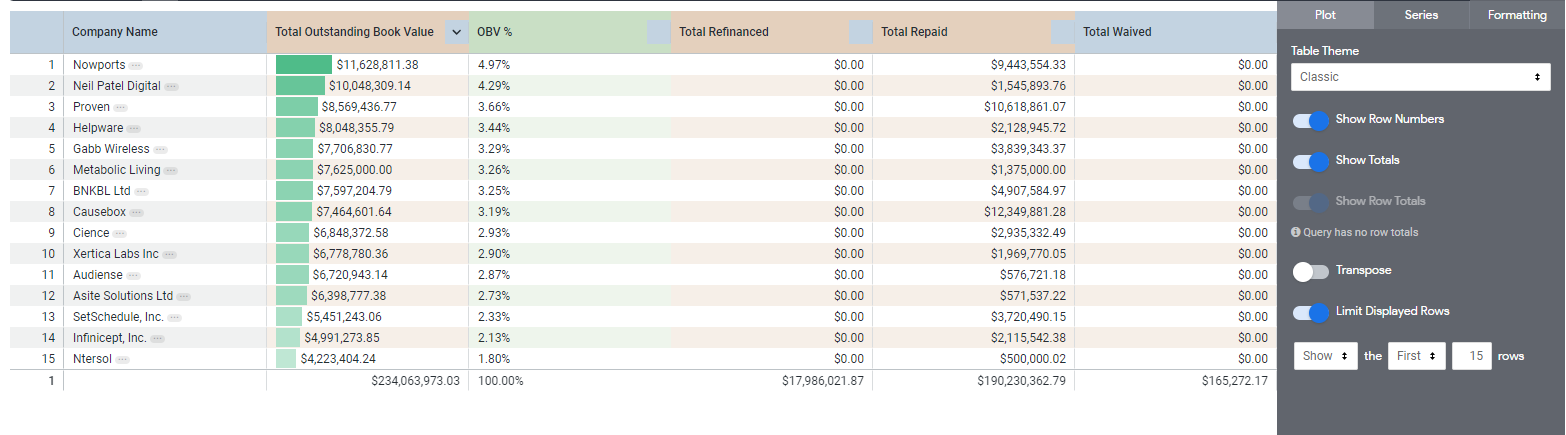 Company Name Total Outstanding Book Value OBV % Total Refinanced Total Repaid Total Waived
1 Nowports $11,628,811.38 4.97% $0.00 $9,443,554.33 $0.00
2 Neil Patel Digital $10,048,309.14 4.29% $0.00 $1,545,893.76 $0.00
3 Proven $8,569,436.77 3.66% $0.00 $10,618,861.07 $0.00
4 Helpware $8,048,355.79 3.44% $0.00 $2,128,945.72 $0.00
5 Gabb Wireless $7,706,830.77 3.29% $0.00 $3,839,343.37 $0.00
6 Metabolic Living $7,625,000.00 3.26% $0.00 $1,375,000.00 $0.00
7 BNKBL Ltd $7,597,204.79 3.25% $0.00 $4,907,584.97 $0.00
8 Causebox $7,464,601.64 3.19% $0.00 $12,349,881.28 $0.00
9 Cience $6,848,372.58 2.93% $0.00 $2,935,332.49 $0.00
10 Xertica Labs Inc $6,778,780.36 2.90% $0.00 $1,969,770.05 $0.00
11 Audiense $6,720,943.14 2.87% $0.00 $576,721.18 $0.00
12 Asite Solutions Ltd $6,398,777.38 2.73% $0.00 $571,537.22 $0.00
13 SetSchedule, Inc. $5,451,243.06 2.33% $0.00 $3,720,490.15 $0.00
14 Infinicept, Inc. $4,991,273.85 2.13% $0.00 $2,115,542.38 $0.00
15 Ntersol $4,223,404.24 1.80% $0.00 $500,000.02 $0.00
1 $234,063,973.03 100.00% $17,986,021.87 $190,230,362.79 $165,272.17
Plot Series Formatting
Table Theme
Classic
Show Row Numbers
Show Totals
Show Row Totals
Query has no row totals
Transpose
Limit Displayed Rows
Show the First 15 rows